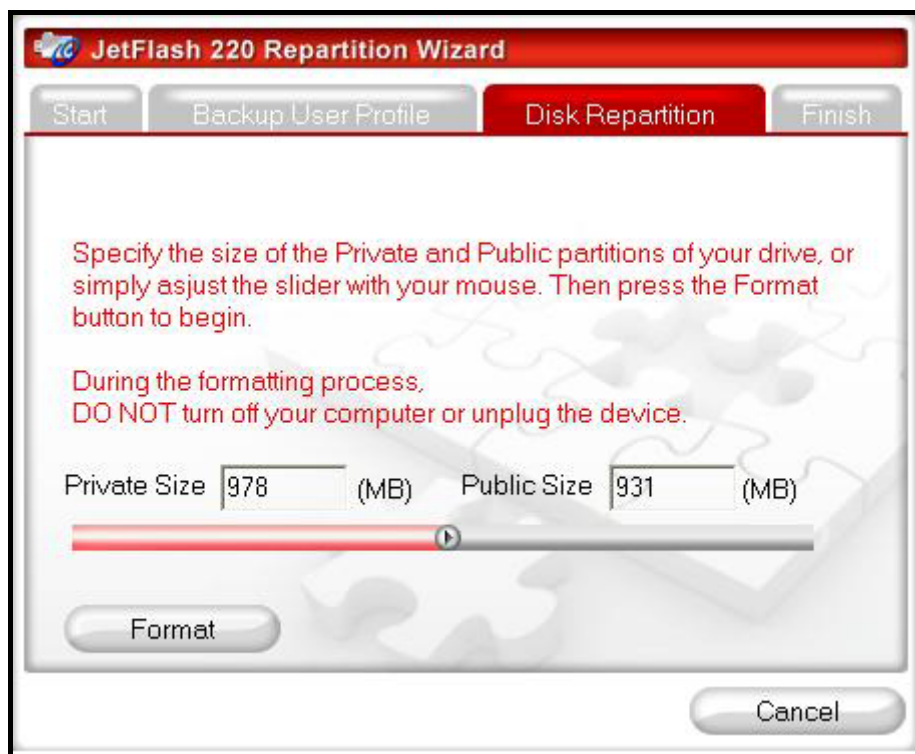 JetFlash 220 Repartition Wizard
Start Backup User Profile Disk Repartition Finish
Specify the size of the Private and Public partitions of your drive, or
simply asjust the slider with your mouse. Then press the Format
button to begin.
During the formatting process,
DO NOT turn off your computer or unplug the device.
Private Size 978 (MB) Public Size 931 (MB)
Format
Cancel